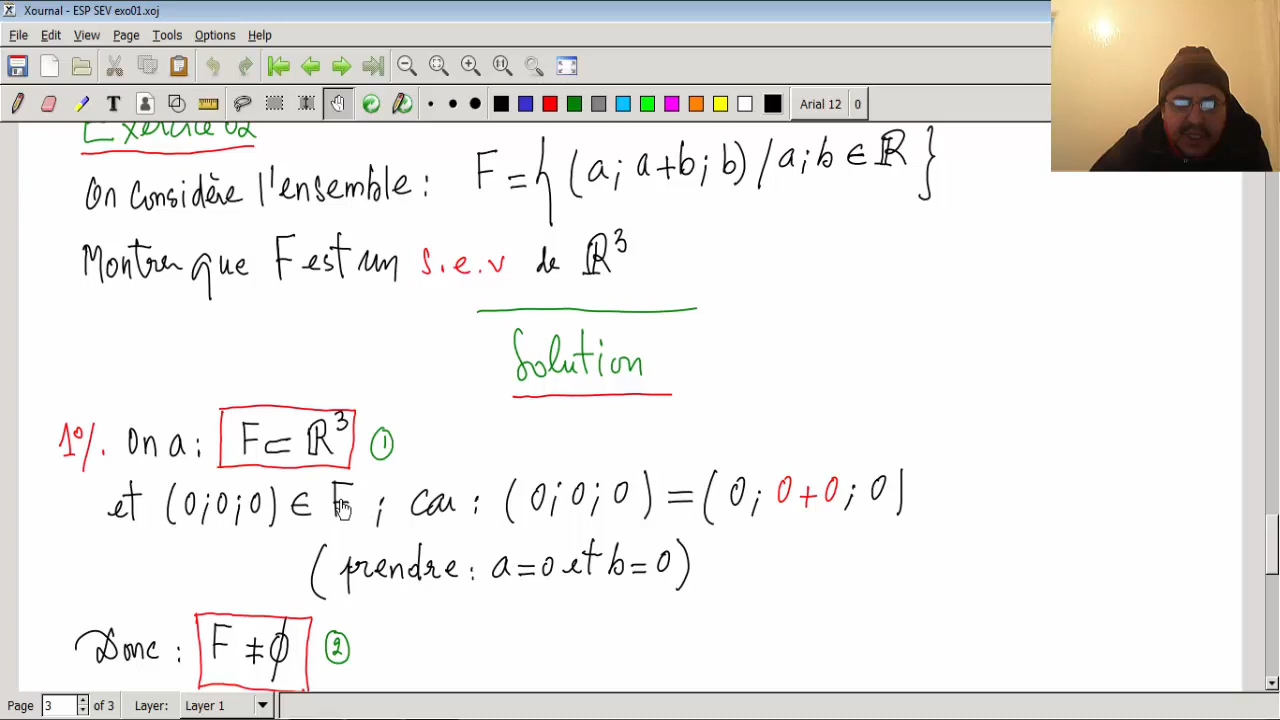 Xournal - ESP SEV exo01.xoj
File Edit View Page Tools Options Help
Arial 12 0
Exercice 02
On Considère l'ensemble : F = { (a; a+b; b) / a; b ∈ ℝ }
Montrer que F est un s.e.v de ℝ³
Solution
1°/. On a : F ⊂ ℝ³ ①
et (0;0;0) ∈ F ; car : (0;0;0) = (0; 0+0; 0)
(prendre : a=0 et b=0)
Donc : F ≠ ∅ ②
Page 3 of 3 Layer: Layer 1